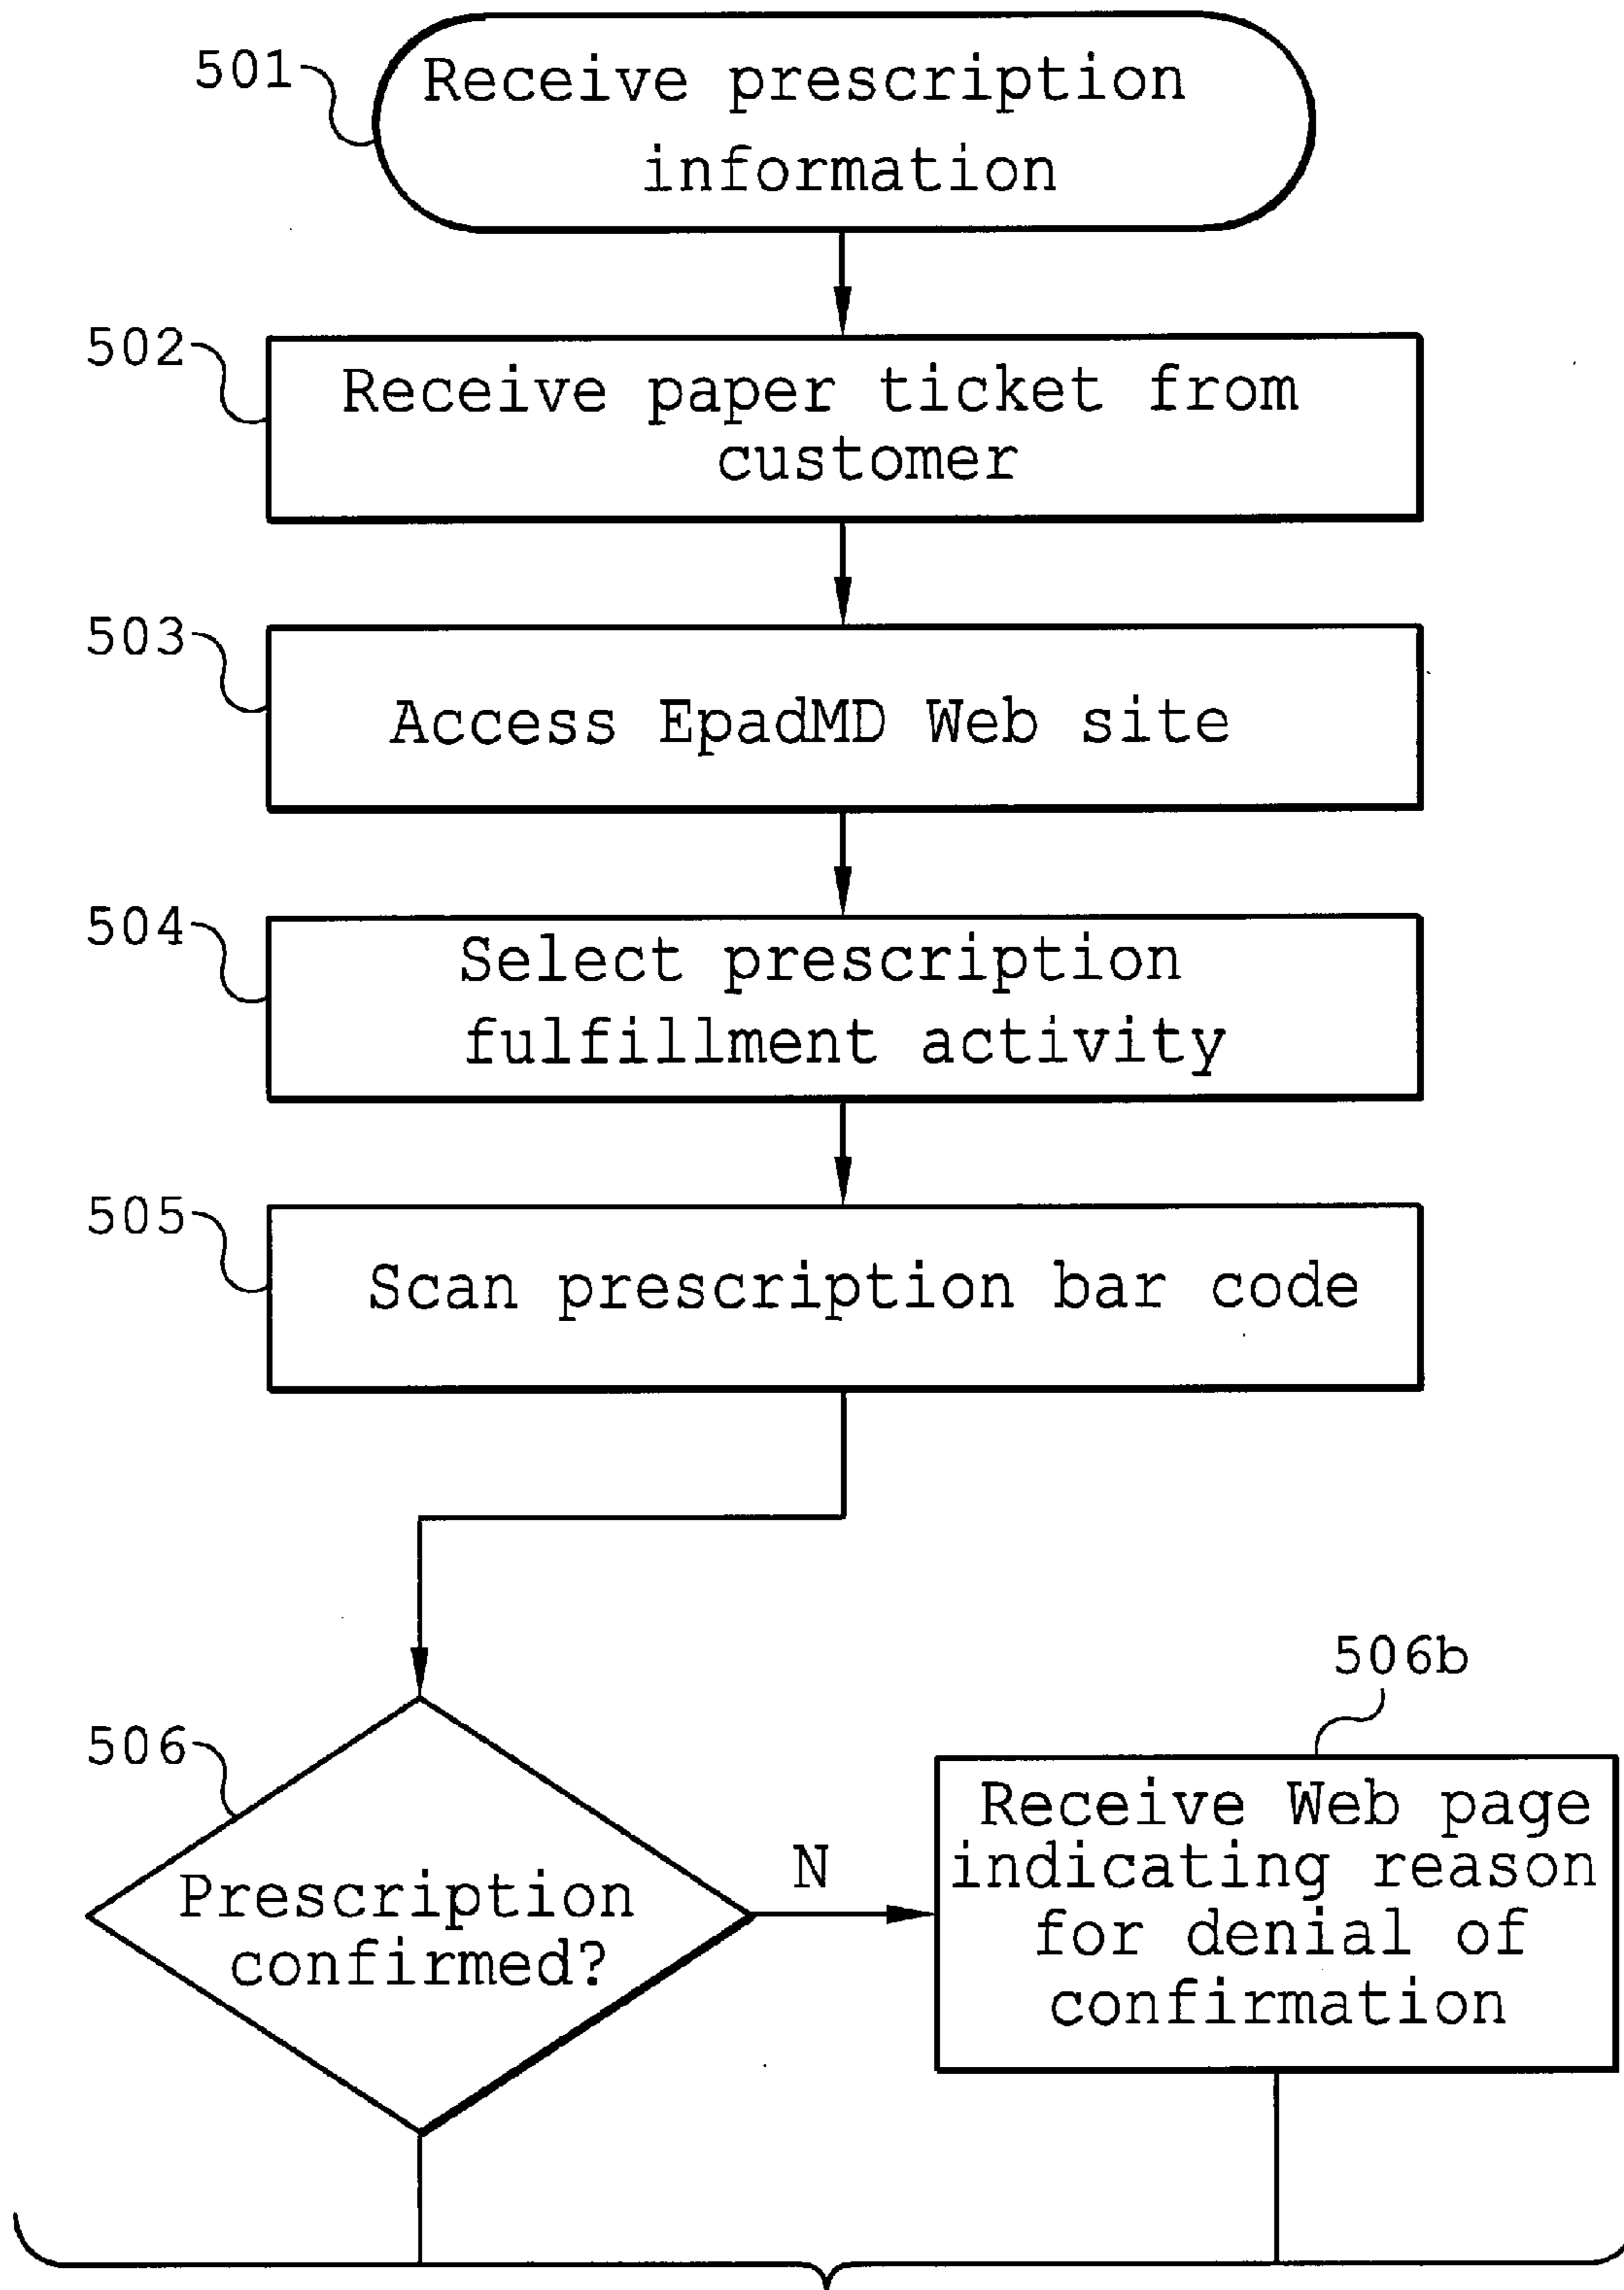 501
Receive prescription
information
502
Receive paper ticket from
customer
503
Access EpadMD Web site
504
Select prescription
fulfillment activity
505
Scan prescription bar code
506
Prescription
confirmed?
N
506b
Receive Web page
indicating reason
for denial of
confirmation